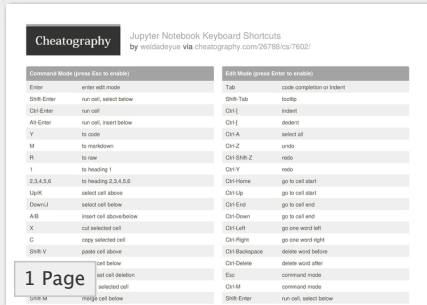 Cheatography
Jupyter Notebook Keyboard Shortcuts
by weidadeyue via cheatography.com/26788/cs/7602/
Command Mode (press Esc to enable)
Enter enter edit mode
Shift-Enter run cell, select below
Ctrl-Enter run cell
Alt-Enter run cell, insert below
Y to code
M to markdown
R to raw
1 to heading 1
2,3,4,5,6 to heading 2,3,4,5,6
Up/K select cell above
Down/J select cell below
A/B insert cell above/below
X cut selected cell
C copy selected cell
Shift-V paste cell above
cell below
cell deletion
selected cell
Shift-M merge cell below
1 Page
Edit Mode (press Enter to enable)
Tab code completion or indent
Shift-Tab tooltip
Ctrl-] indent
Ctrl-[ dedent
Ctrl-A select all
Ctrl-Z undo
Ctrl-Shift-Z redo
Ctrl-Y redo
Ctrl-Home go to cell start
Ctrl-Up go to cell start
Ctrl-End go to cell end
Ctrl-Down go to cell end
Ctrl-Left go one word left
Ctrl-Right go one word right
Ctrl-Backspace delete word before
Ctrl-Delete delete word after
Esc command mode
Ctrl-M command mode
Shift-Enter run cell, select below